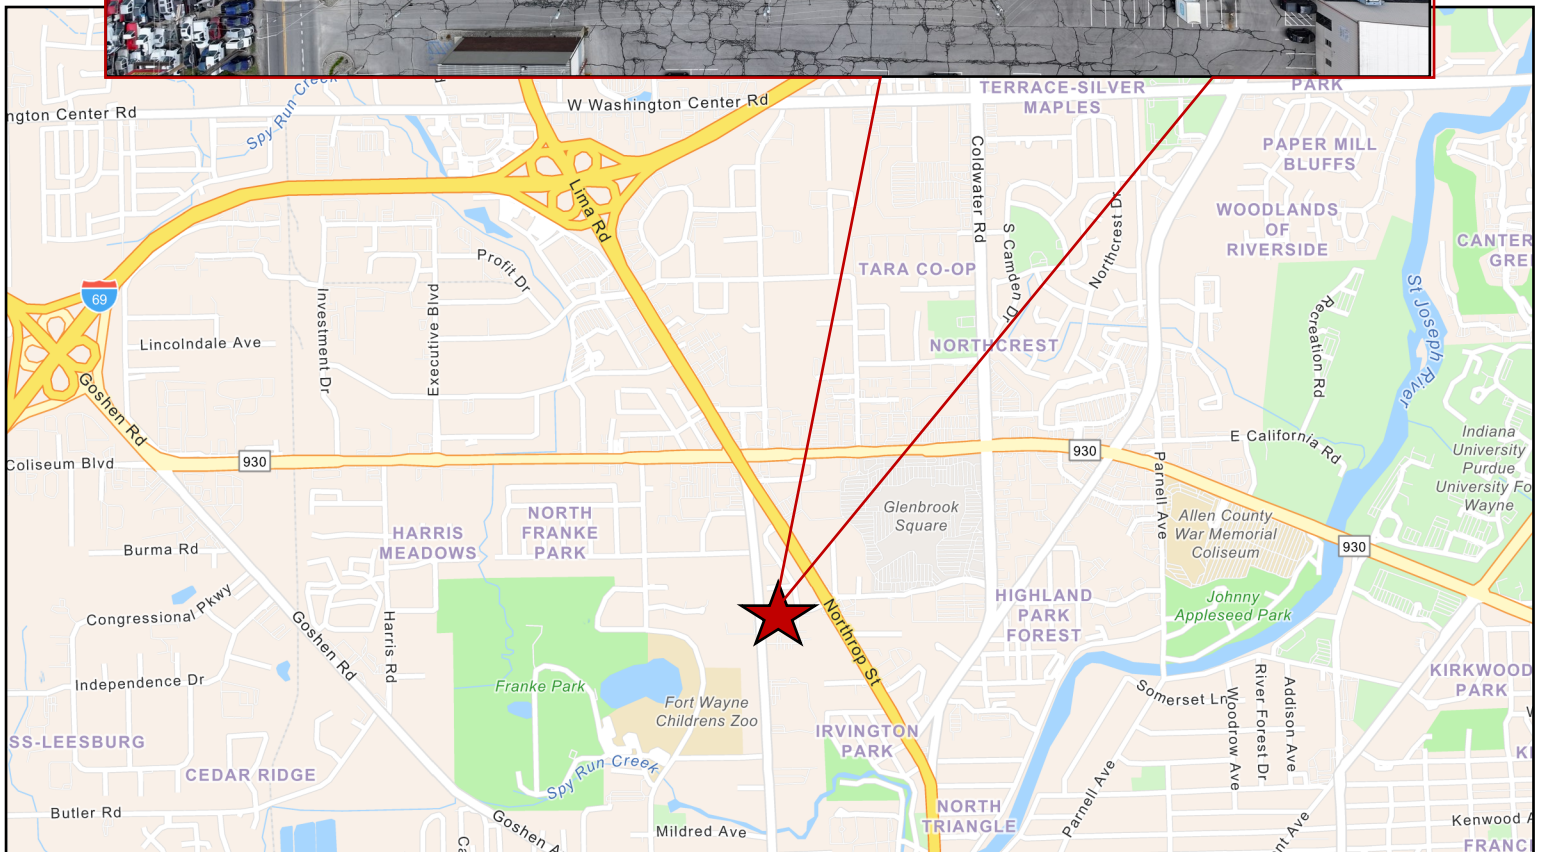 TERRACE-SILVER
MAPLES
PARK
W Washington Center Rd
ngton Center Rd
Spy Run Creek
PAPER MILL
BLUFFS
Coldwater Rd
Lima Rd
WOODLANDS
OF
RIVERSIDE
Northcrest Dr
S Camden Dr
CANTER
GRE
Profit Dr
TARA CO-OP
69
Investment Dr
Executive Blvd
St Joseph River
Recreation Rd
Lincolndale Ave
NORTHCREST
Goshen Rd
Coliseum Blvd
930
930
E California Rd
Indiana
University
Purdue
University Fo
Wayne
Parnell Ave
Glenbrook
Square
NORTH
FRANKE
PARK
HARRIS
MEADOWS
Allen County
War Memorial
Coliseum
930
Burma Rd
Congressional Pkwy
Goshen Rd
Harris Rd
HIGHLAND
PARK
FOREST
Johnny
Appleseed Park
Northrop St
Independence Dr
Franke Park
Fort Wayne
Childrens Zoo
KIRKWOOD
PARK
Somerset Ln
Woodrow Ave
River Forest Dr
Addison Ave
W
SS-LEESBURG
IRVINGTON
PARK
KI
CEDAR RIDGE
Spy Run Creek
Butler Rd
Goshen A
Ca
Mildred Ave
NORTH
TRIANGLE
Parnell Ave
nt Ave
Kenwood A
FRANCI